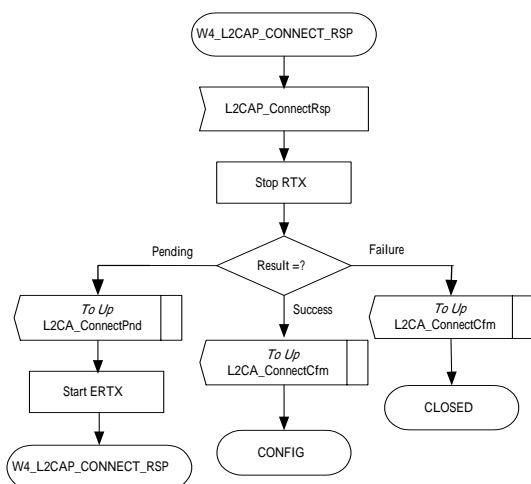 W4_L2CAP_CONNECT_RSP
L2CAP_ConnectRsp
Stop RTX
Pending
Result =?
Failure
Success
To Up
L2CA_ConnectPnd
To Up
L2CA_ConnectCfm
To Up
L2CA_ConnectCfm
Start ERTX
CLOSED
W4_L2CAP_CONNECT_RSP
CONFIG